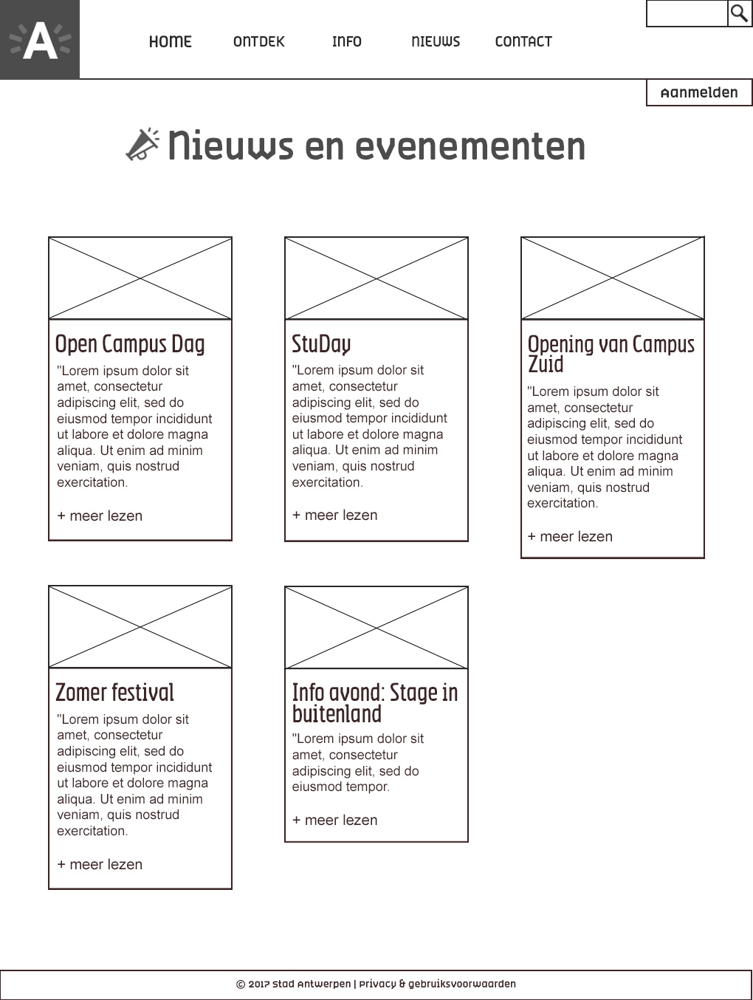 A
HOME ONTDEK INFO NIEUWS CONTACT
Aanmelden
Nieuws en evenementen
Open Campus Dag
"Lorem ipsum dolor sit
amet, consectetur
adipiscing elit, sed do
eiusmod tempor incididunt
ut labore et dolore magna
aliqua. Ut enim ad minim
veniam, quis nostrud
exercitation.
+ meer lezen
StuDay
"Lorem ipsum dolor sit
amet, consectetur
adipiscing elit, sed do
eiusmod tempor incididunt
ut labore et dolore magna
aliqua. Ut enim ad minim
veniam, quis nostrud
exercitation.
+ meer lezen
Opening van Campus
Zuid
"Lorem ipsum dolor sit
amet, consectetur
adipiscing elit, sed do
eiusmod tempor incididunt
ut labore et dolore magna
aliqua. Ut enim ad minim
veniam, quis nostrud
exercitation.
+ meer lezen
Zomer festival
"Lorem ipsum dolor sit
amet, consectetur
adipiscing elit, sed do
eiusmod tempor incididunt
ut labore et dolore magna
aliqua. Ut enim ad minim
veniam, quis nostrud
exercitation.
+ meer lezen
Info avond: Stage in
buitenland
"Lorem ipsum dolor sit
amet, consectetur
adipiscing elit, sed do
eiusmod tempor.
+ meer lezen
© 2017 Stad Antwerpen | Privacy & gebruiksvoorwaarden